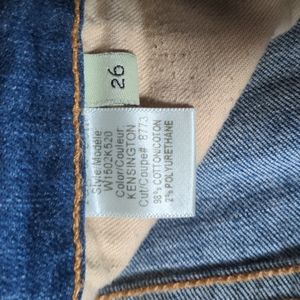 26
Style/Modèle
W1502K520
Color/Couleur:
KENSINGTON
Cut/Coupe# 8773
98% COTTON/COTON
2% POLYURETHANE